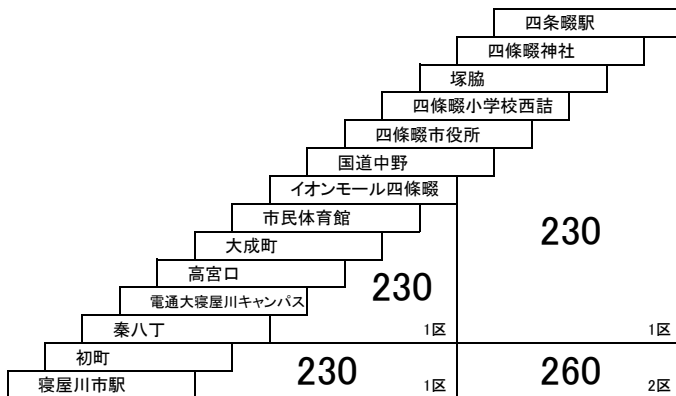 四条畷駅
四條畷神社
塚脇
四條畷小学校西詰
四條畷市役所
国道中野
イオンモール四條畷
市民体育館
大成町
230
高宮口
230
電通大寝屋川キャンパス
秦八丁
1区
1区
初町
230
260
寝屋川市駅
1区
2区